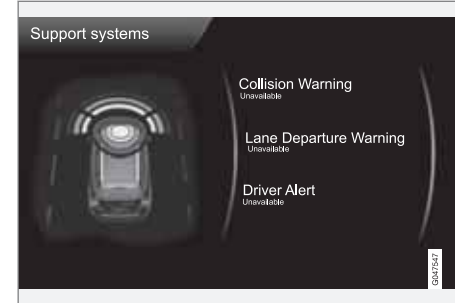 Support systems
Collision Warning
Unavailable
Lane Departure Warning
Unavailable
Driver Alert
Unavailable
G047547